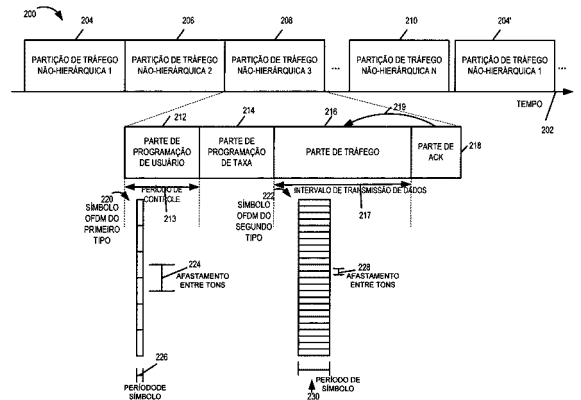 200
204
206
208
210
204'
PARTIÇÃO DE TRÁFEGO NÃO-HIERÁRQUICA 1
PARTIÇÃO DE TRÁFEGO NÃO-HIERÁRQUICA 2
PARTIÇÃO DE TRÁFEGO NÃO-HIERÁRQUICA 3
...
PARTIÇÃO DE TRÁFEGO NÃO-HIERÁRQUICA N
...
PARTIÇÃO DE TRÁFEGO NÃO-HIERÁRQUICA 1
TEMPO
202
212
214
216
219
PARTE DE PROGRAMAÇÃO DE USUÁRIO
PARTE DE PROGRAMAÇÃO DE TAXA
PARTE DE TRÁFEGO
PARTE DE ACK
218
220
PERÍODO DE CONTROLE
213
222
INTERVALO DE TRANSMISSÃO DE DADOS
217
SÍMBOLO OFDM DO PRIMEIRO TIPO
SÍMBOLO OFDM DO SEGUNDO TIPO
224
AFASTAMENTO ENTRE TONS
228
AFASTAMENTO ENTRE TONS
226
PERÍODODE SÍMBOLO
PERÍODO DE SÍMBOLO
230